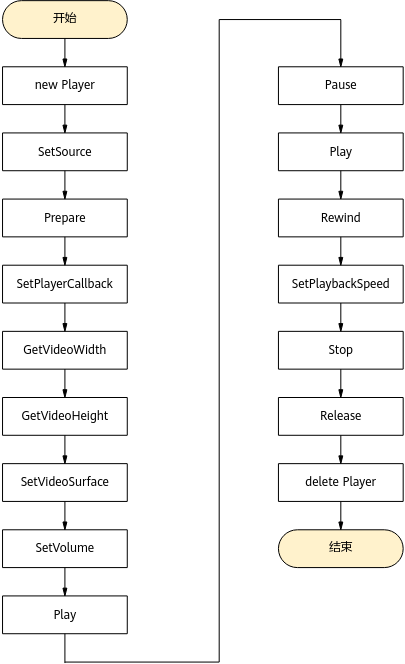 开始
new Player
SetSource
Prepare
SetPlayerCallback
GetVideoWidth
GetVideoHeight
SetVideoSurface
SetVolume
Play
Pause
Play
Rewind
SetPlaybackSpeed
Stop
Release
delete Player
结束